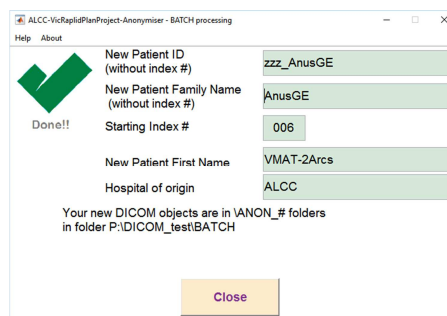 ALCC-VicRaplidPlanProject-Anonymiser - BATCH processing
Help About
New Patient ID
(without index #)
zzz_AnusGE
New Patient Family Name
(without index #)
AnusGE
Done!!
Starting Index #
006
New Patient First Name
VMAT-2Arcs
Hospital of origin
ALCC
Your new DICOM objects are in \ANON_# folders
in folder P:\DICOM_test\BATCH
Close